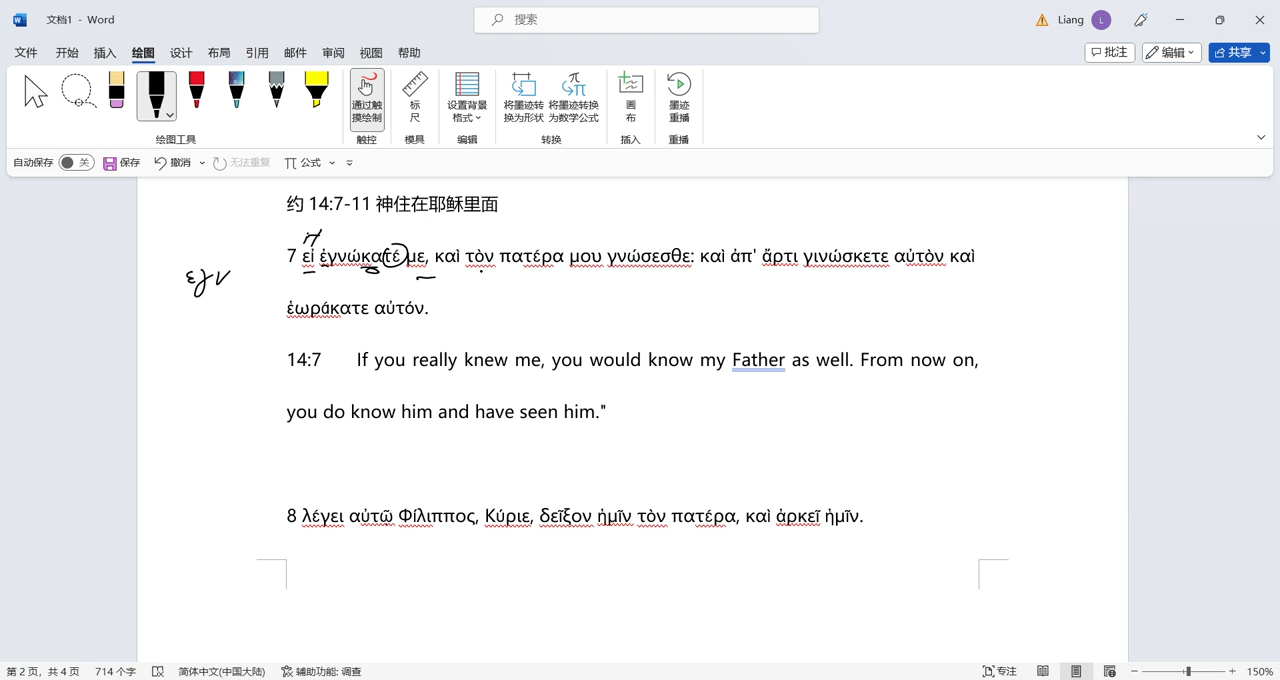 文档1 - Word
搜索
Liang L
文件 开始 插入 绘图 设计 布局 引用 邮件 审阅 视图 帮助
批注 编辑 共享
通过触摸绘制 标尺 设置背景格式 将墨迹转换为形状 将墨迹转换为数学公式 画布 墨迹重播
绘图工具 触控 模具 编辑 转换 插入 重播
自动保存 关 保存 撤消 无法重复 公式
约 14:7-11 神住在耶稣里面
if
7 εἰ ἐγνώκατέ με, καὶ τὸν πατέρα μου γνώσεσθε: καὶ ἀπ' ἄρτι γινώσκετε αὐτὸν καὶ
εγν
ἑωράκατε αὐτόν.
14:7 If you really knew me, you would know my Father as well. From now on,
you do know him and have seen him."
8 λέγει αὐτῷ Φίλιππος, Κύριε, δεῖξον ἡμῖν τὸν πατέρα, καὶ ἀρκεῖ ἡμῖν.
第 2 页，共 4 页 714 个字 简体中文(中国大陆) 辅助功能: 调查 专注 150%